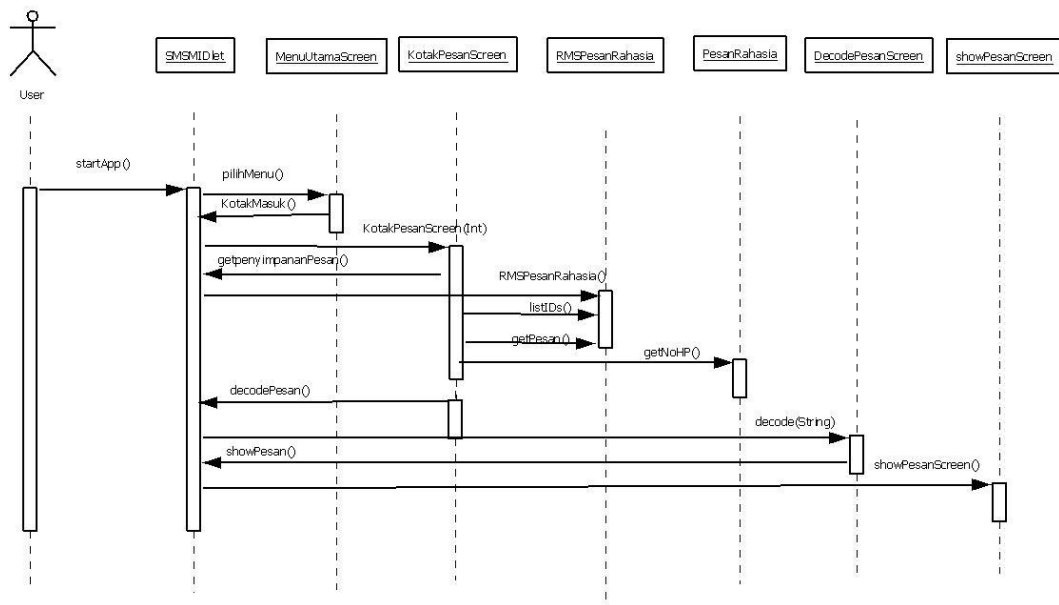 SMSMIDlet
MenuUtamaScreen
KotakPesanScreen
RMSPesanRahasia
PesanRahasia
DecodePesanScreen
showPesanScreen
User
startApp()
pilihMenu()
KotakMasuk()
KotakPesanScreen(Int)
getpenyimpananPesan()
RMSPesanRahasia()
listIDs()
getPesan()
getNoHP()
decodePesan()
decode(String)
showPesan()
showPesanScreen()